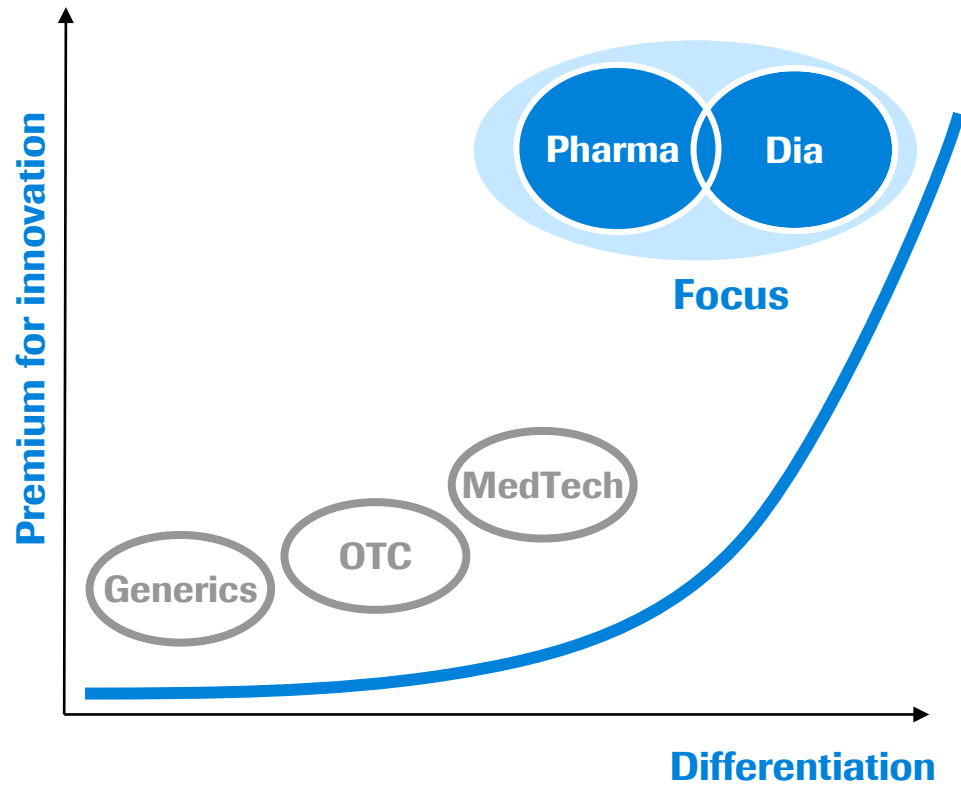 Premium for innovation
Pharma
Dia
Focus
MedTech
OTC
Generics
Differentiation